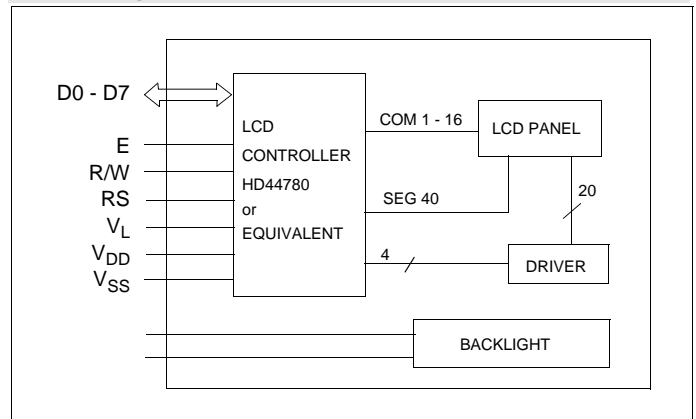 D0 - D7
E
R/W
RS
VL
VDD
VSS
LCD
CONTROLLER
HD44780
or
EQUIVALENT
COM 1 - 16
LCD PANEL
SEG 40
20
4
DRIVER
BACKLIGHT